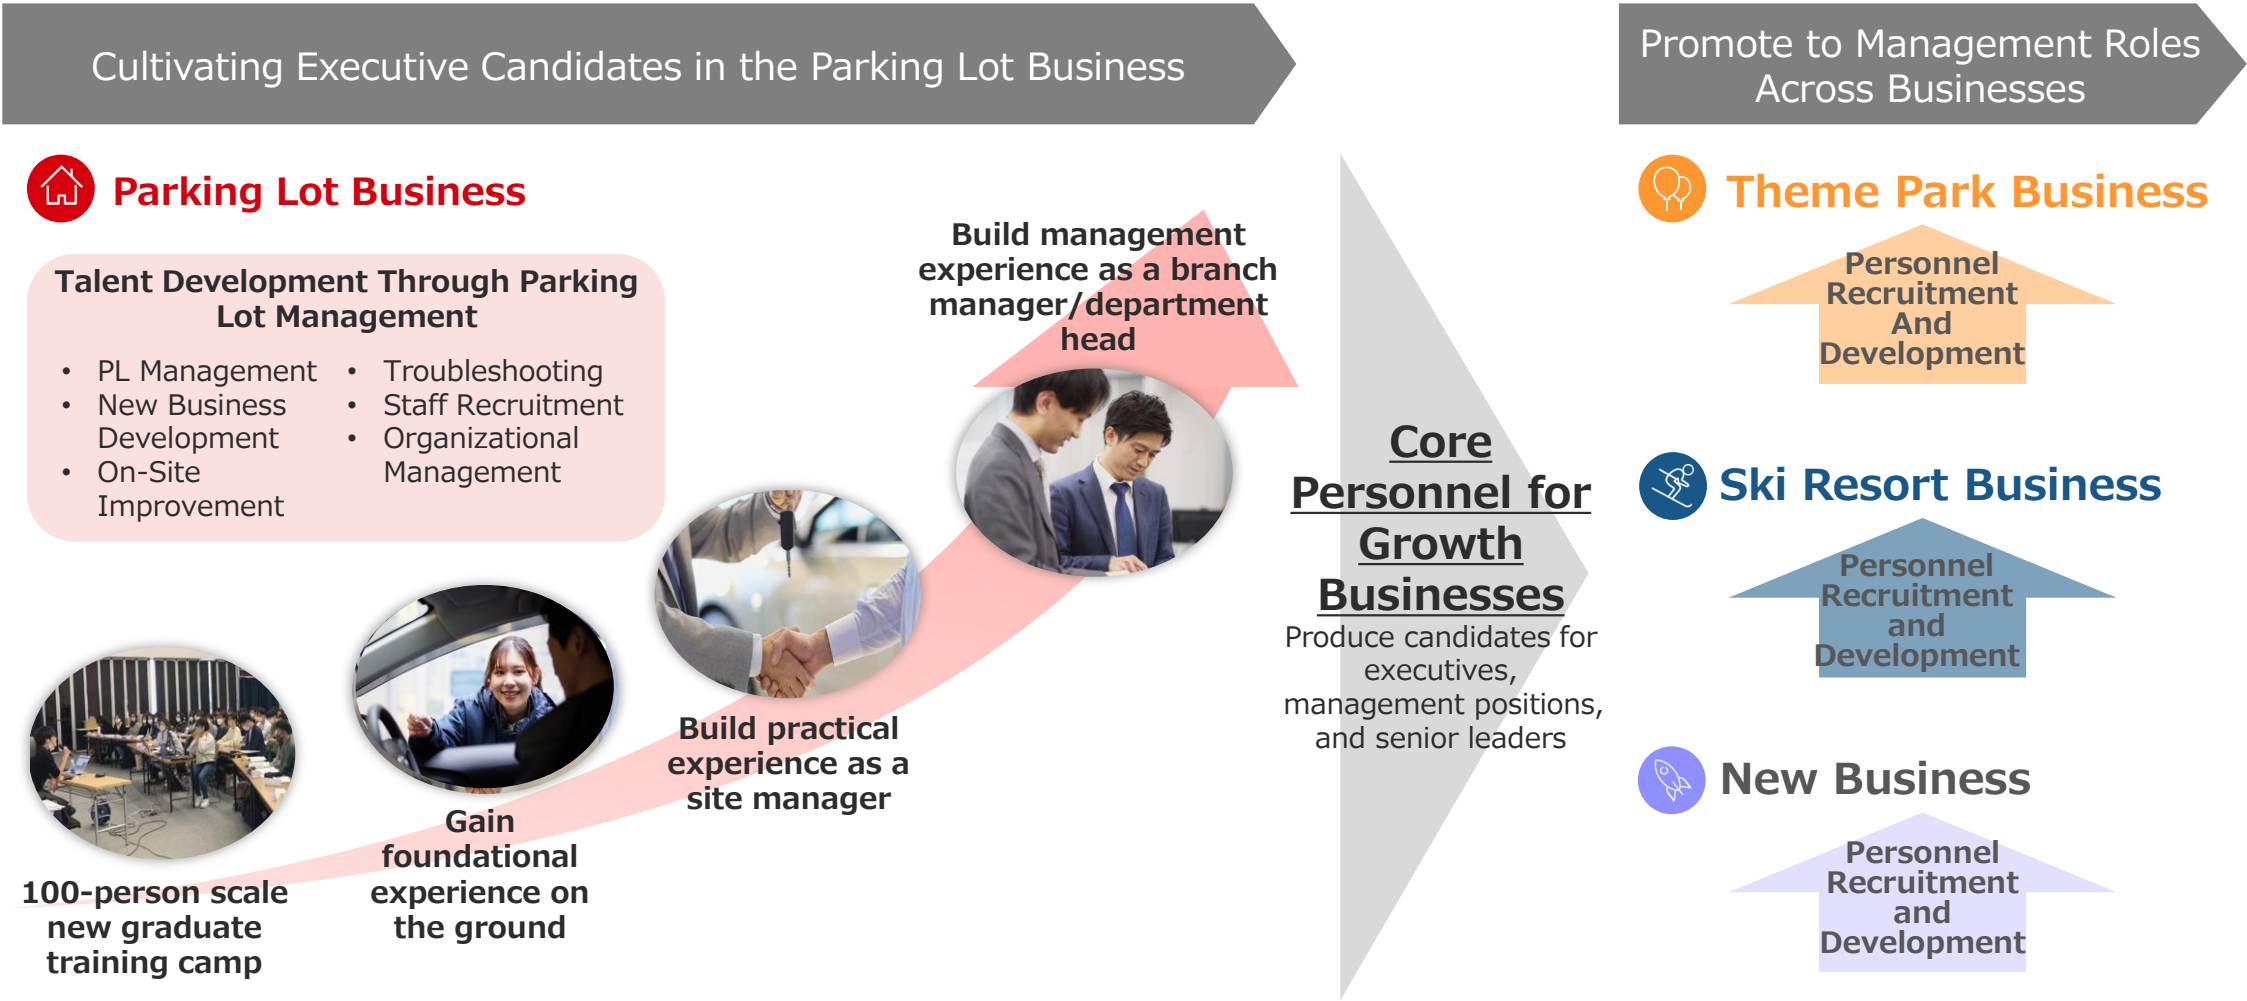 Cultivating Executive Candidates in the Parking Lot Business
Promote to Management Roles
Across Businesses
Parking Lot Business
Talent Development Through Parking
Lot Management
• PL Management
• New Business
Development
• On-Site
Improvement
• Troubleshooting
• Staff Recruitment
• Organizational
Management
100-person scale
new graduate
training camp
Gain
foundational
experience on
the ground
Build practical
experience as a
site manager
Build management
experience as a branch
manager/department
head
Core
Personnel for
Growth
Businesses
Produce candidates for
executives,
management positions,
and senior leaders
Theme Park Business
Personnel
Recruitment
And
Development
Ski Resort Business
Personnel
Recruitment
and
Development
New Business
Personnel
Recruitment
and
Development